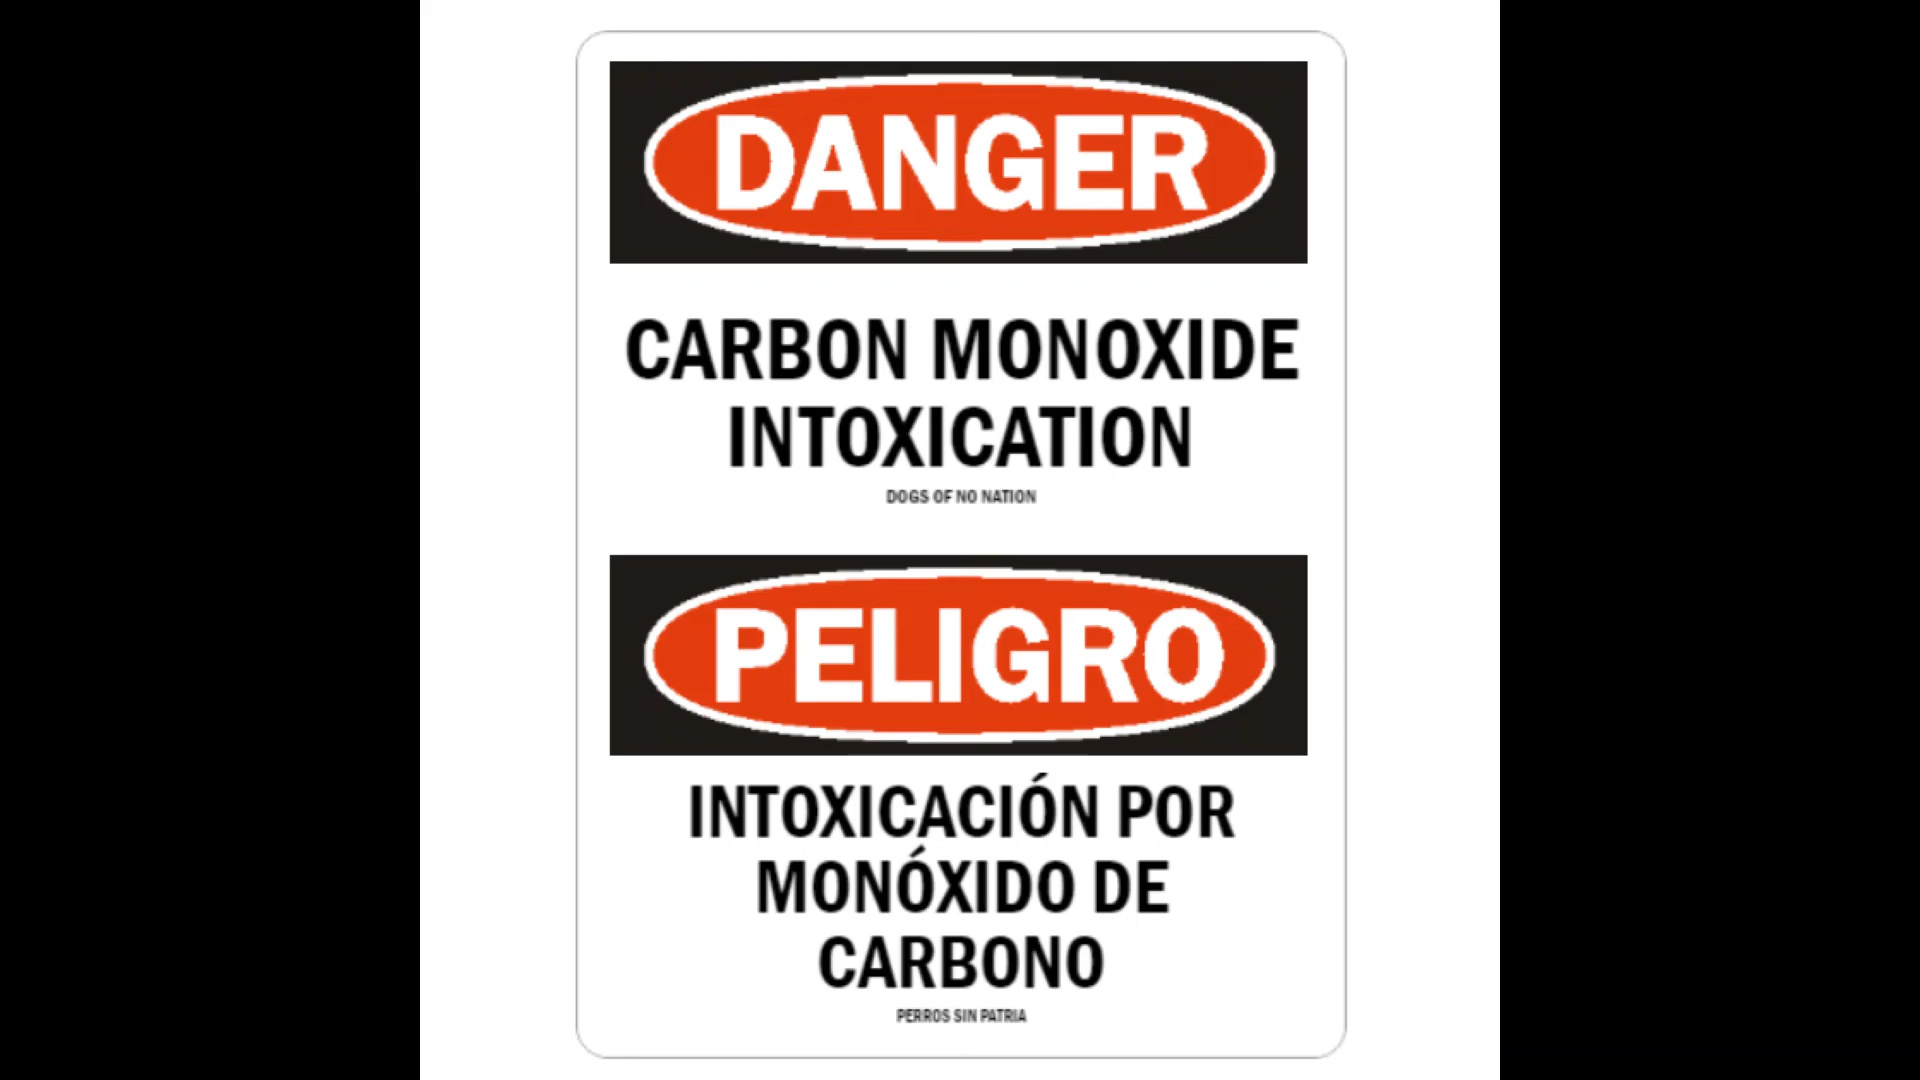 DANGER
CARBON MONOXIDE
INTOXICATION
DOGS OF NO NATION
PELIGRO
INTOXICACIÓN POR
MONÓXIDO DE
CARBONO
PERROS SIN PATRIA